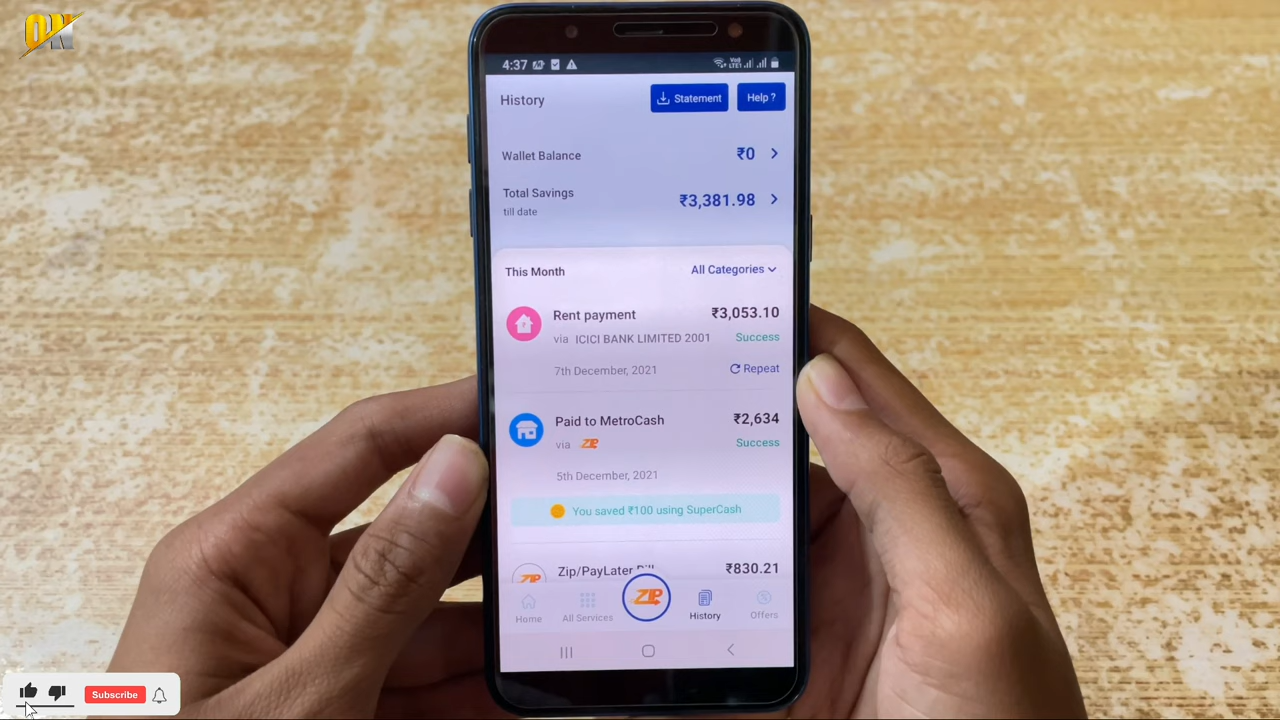 ON
4:37
History
Statement
Help ?
Wallet Balance
₹0
Total Savings
₹3,381.98
till date
This Month
All Categories
Rent payment
₹3,053.10
via ICICI BANK LIMITED 2001
Success
7th December, 2021
Repeat
Paid to MetroCash
₹2,634
via ZIP
Success
5th December, 2021
You saved ₹100 using SuperCash
Zip/PayLater Bill
₹830.21
ZIP
ZIP
Home
All Services
History
Offers
Subscribe